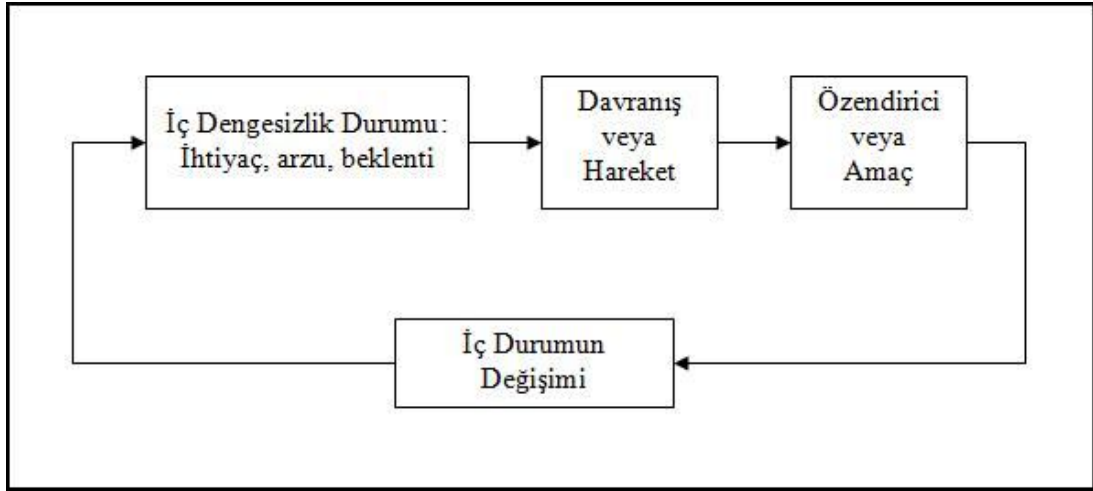 İç Dengesizlik Durumu:
İhtiyaç, arzu, beklenti
Davranış
veya
Hareket
Özendirici
veya
Amaç
İç Durumun
Değişimi